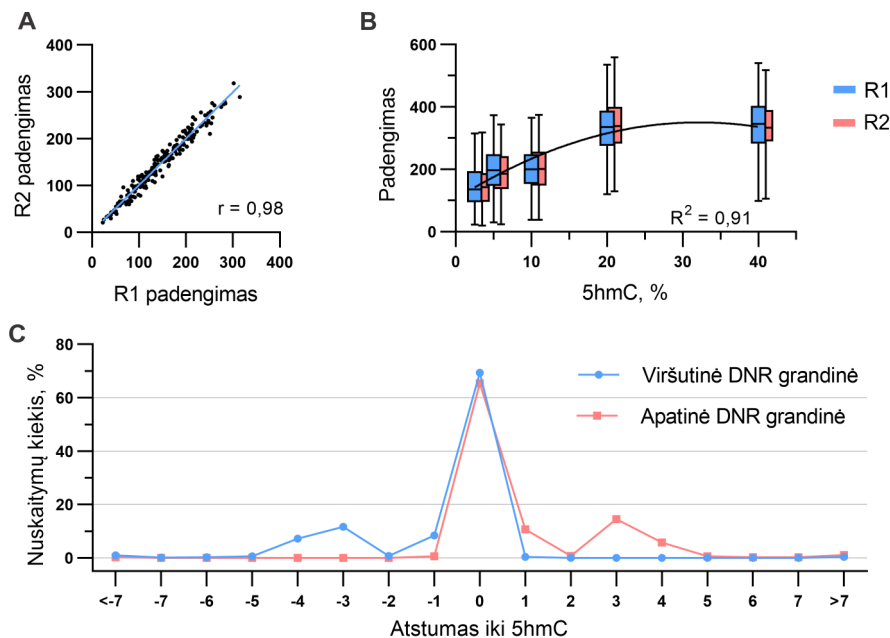 A
400
300
200
100
0
R2 padengimas
r = 0,98
0 100 200 300 400
R1 padengimas
B
600
400
200
0
Padengimas
R² = 0,91
0 10 20 30 40
5hmC, %
R1
R2
C
80
60
40
20
0
Nuskaitymų kiekis, %
Viršutinė DNR grandinė
Apatinė DNR grandinė
<-7 -7 -6 -5 -4 -3 -2 -1 0 1 2 3 4 5 6 7 >7
Atstumas iki 5hmC